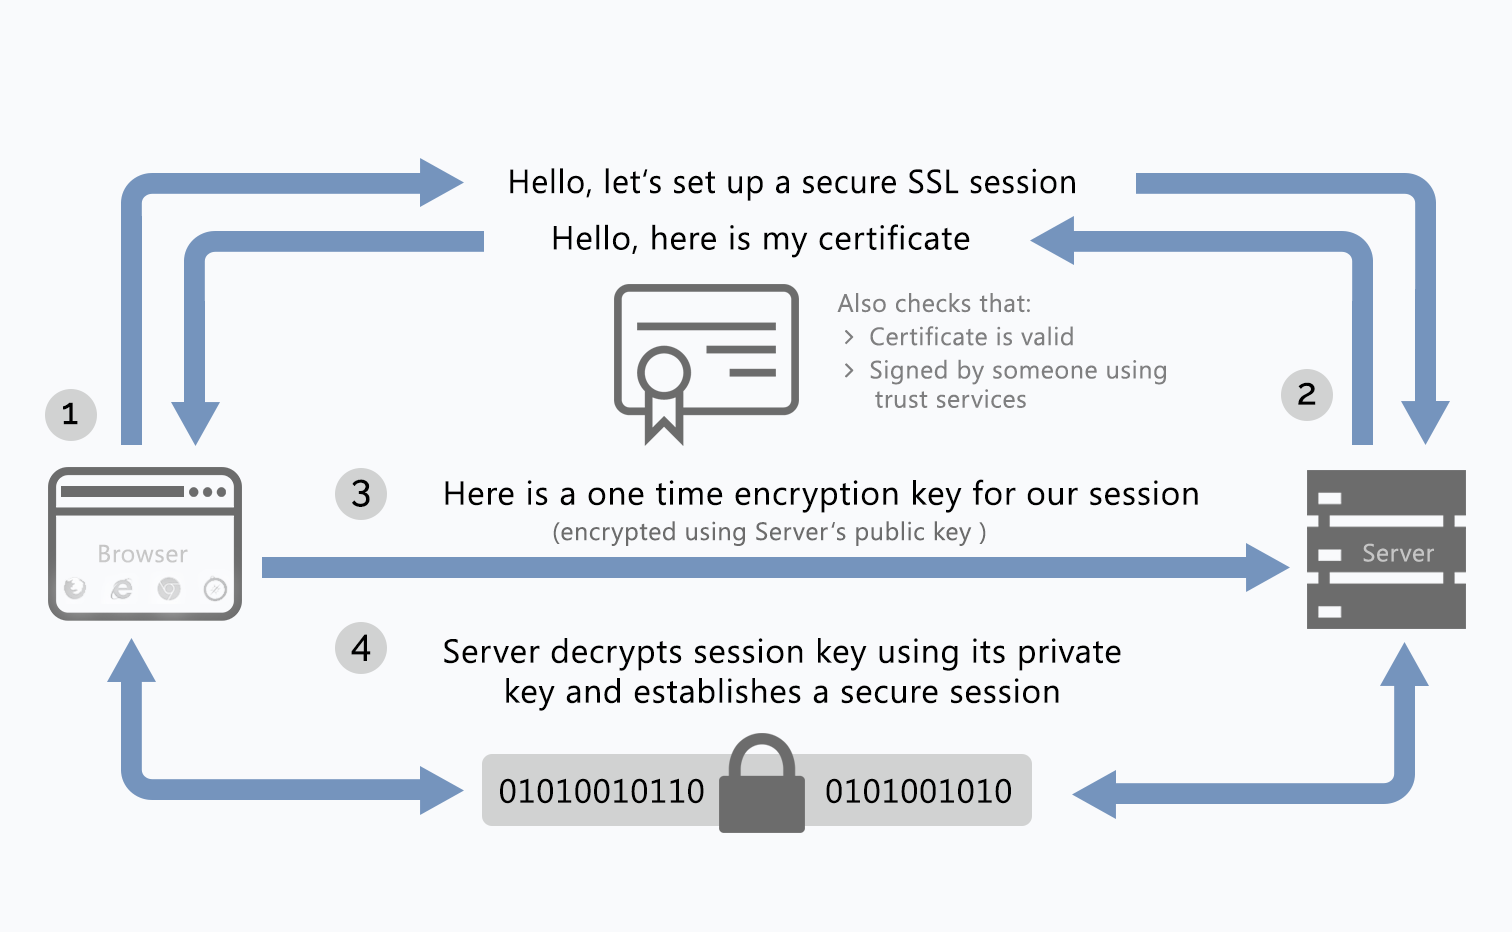 Hello, let‘s set up a secure SSL session
Hello, here is my certificate
Also checks that:
> Certificate is valid
> Signed by someone using
trust services
1
2
3
Here is a one time encryption key for our session
(encrypted using Server‘s public key )
Browser
Server
4
Server decrypts session key using its private
key and establishes a secure session
01010010110
0101001010